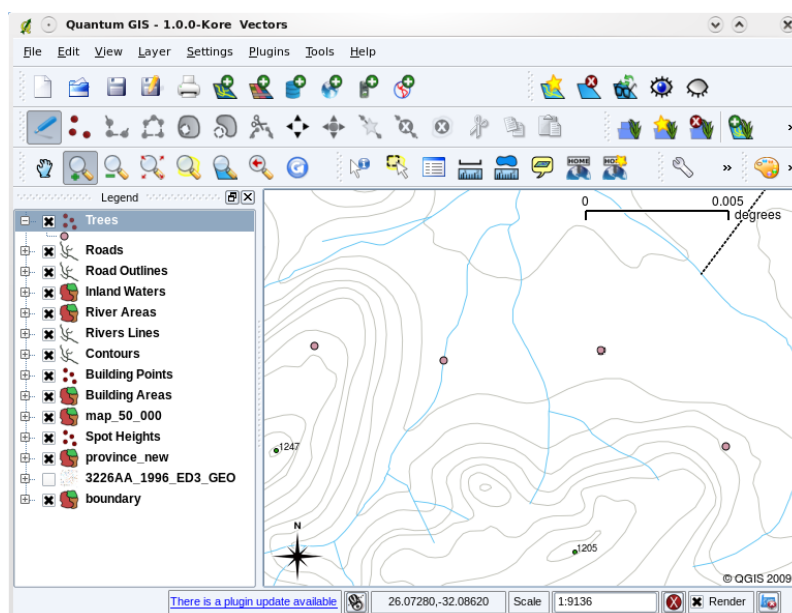 Quantum GIS - 1.0.0-Kore Vectors
File Edit View Layer Settings Plugins Tools Help
HOME HOME
» » »
Legend
Trees
Roads
Road Outlines
Inland Waters
River Areas
Rivers Lines
Contours
Building Points
Building Areas
map_50_000
Spot Heights
province_new
3226AA_1996_ED3_GEO
boundary
0 0.005
degrees
1247
1205
N
© QGIS 2009
There is a plugin update available 26.07280,-32.08620 Scale 1:9136 Render